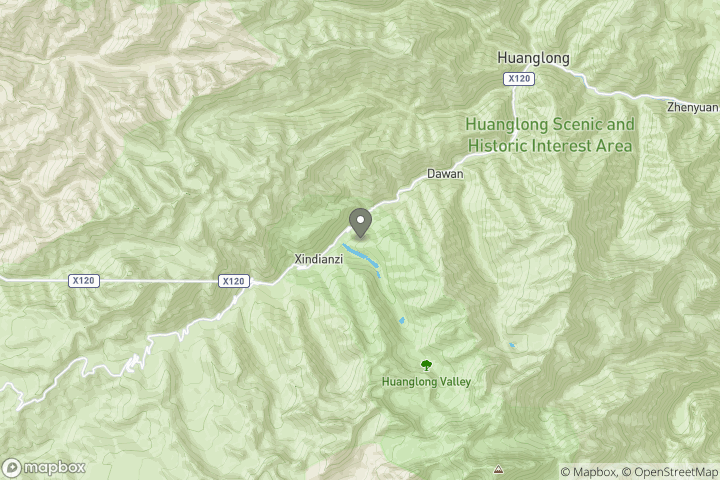 Huanglong
X120
Zhenyuan
Huanglong Scenic and
Historic Interest Area
Dawan
Xindianzi
X120
X120
Huanglong Valley
mapbox
© Mapbox, © OpenStreetMap